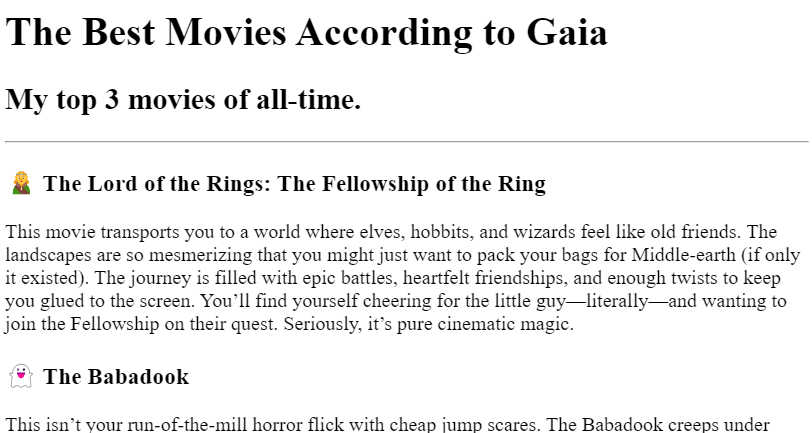 The Best Movies According to Gaia
My top 3 movies of all-time.
The Lord of the Rings: The Fellowship of the Ring
This movie transports you to a world where elves, hobbits, and wizards feel like old friends. The
landscapes are so mesmerizing that you might just want to pack your bags for Middle-earth (if only
it existed). The journey is filled with epic battles, heartfelt friendships, and enough twists to keep
you glued to the screen. You’ll find yourself cheering for the little guy—literally—and wanting to
join the Fellowship on their quest. Seriously, it’s pure cinematic magic.
The Babadook
This isn’t your run-of-the-mill horror flick with cheap jump scares. The Babadook creeps under